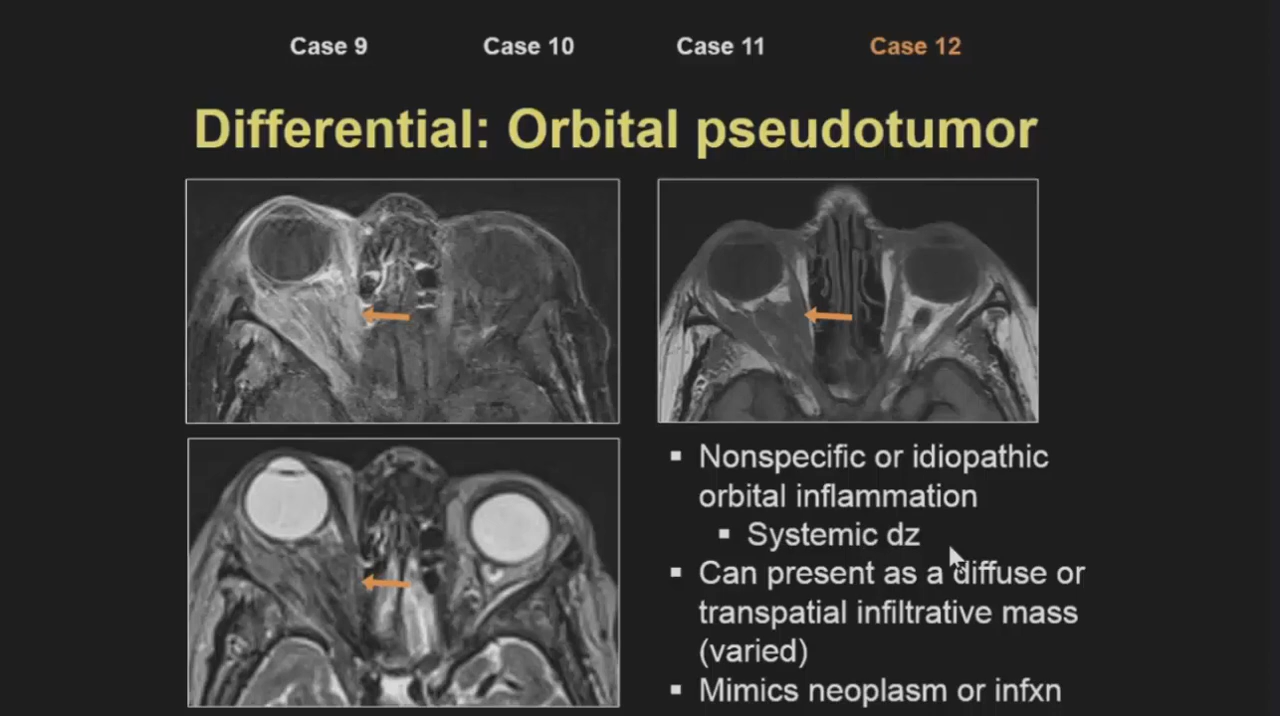 Case 9 Case 10 Case 11 Case 12
Differential: Orbital pseudotumor
▪ Nonspecific or idiopathic
orbital inflammation
▪ Systemic dz
▪ Can present as a diffuse or
transpatial infiltrative mass
(varied)
▪ Mimics neoplasm or infxn